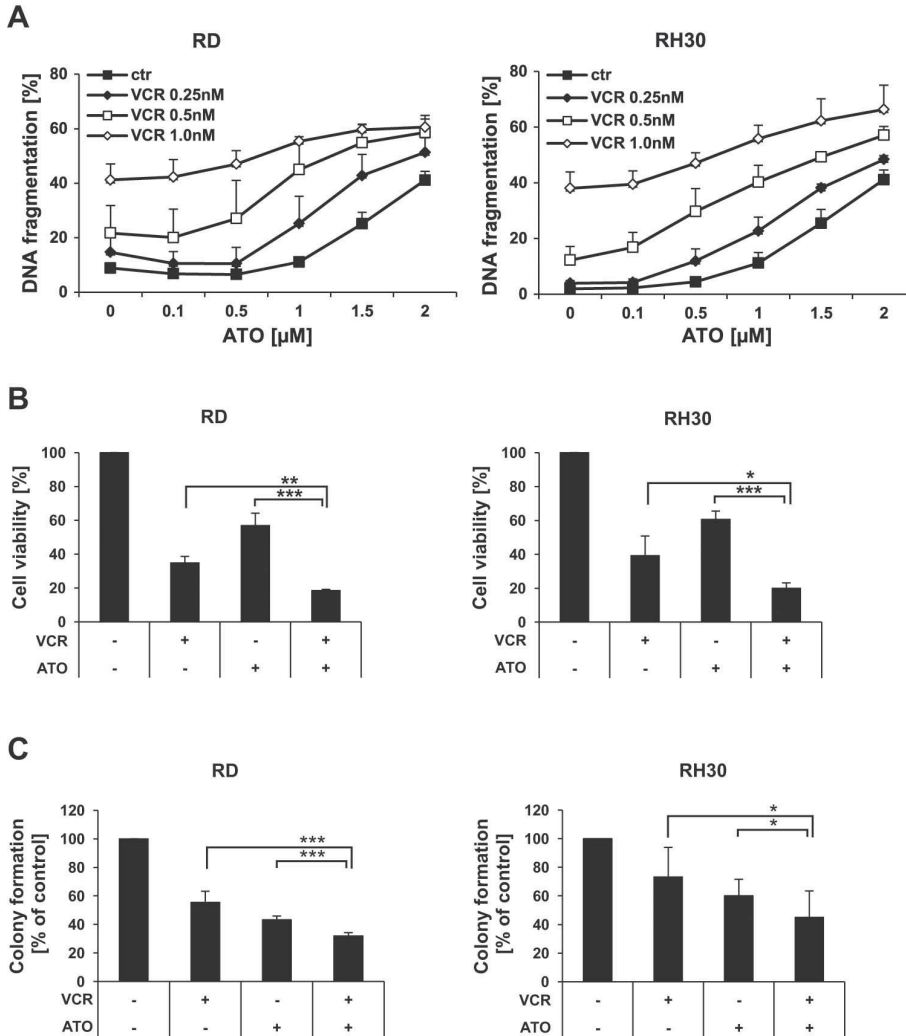 A
RD
DNA fragmentation [%]
80
60
40
20
0
ctr
VCR 0.25nM
VCR 0.5nM
VCR 1.0nM
0 0.1 0.5 1 1.5 2
ATO [µM]
RH30
DNA fragmentation [%]
80
60
40
20
0
ctr
VCR 0.25nM
VCR 0.5nM
VCR 1.0nM
0 0.1 0.5 1 1.5 2
ATO [µM]
B
RD
Cell viability [%]
100
80
60
40
20
0
**
***
VCR - + - +
ATO - - + +
RH30
Cell viability [%]
100
80
60
40
20
0
*
***
VCR - + - +
ATO - - + +
C
RD
Colony formation
[% of control]
120
100
80
60
40
20
0
***
***
VCR - + - +
ATO - - + +
RH30
Colony formation
[% of control]
120
100
80
60
40
20
0
*
*
VCR - + - +
ATO - - + +